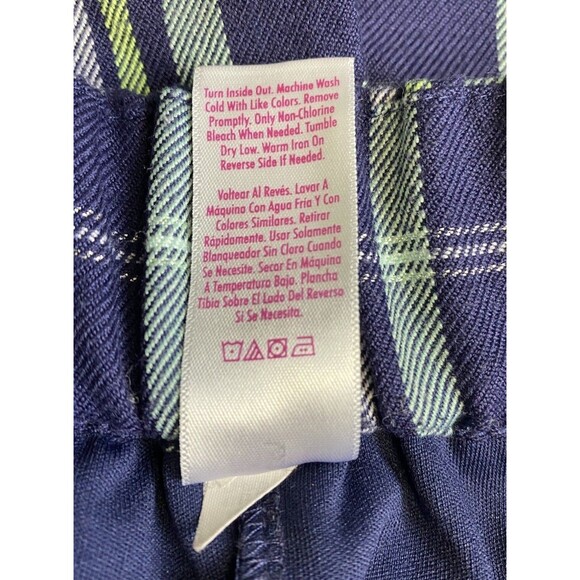 Turn Inside Out. Machine Wash
Cold With Like Colors. Remove
Promptly. Only Non-Chlorine
Bleach When Needed. Tumble
Dry Low. Warm Iron On
Reverse Side If Needed.
Voltear Al Revés. Lavar A
Máquina Con Agua Fría Y Con
Colores Similares. Retirar
Rápidamente. Usar Solamente
Blanqueador Sin Cloro Cuando
Se Necesite. Secar En Máquina
A Temperatura Baja. Plancha
Tibia Sobre El Lado Del Reverso
Si Se Necesita.